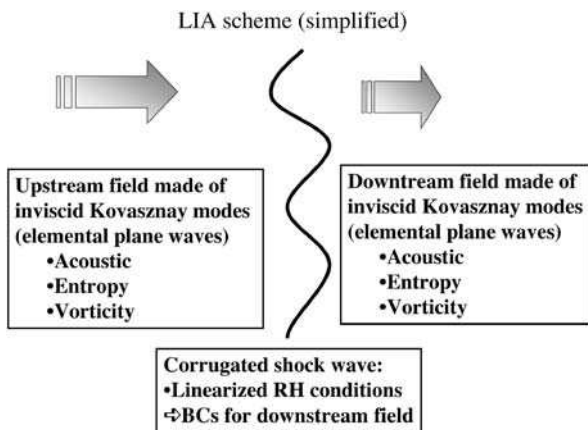 LIA scheme (simplified)
Upstream field made of
inviscid Kovasznay modes
(elemental plane waves)
•Acoustic
•Entropy
•Vorticity
Downtream field made of
inviscid Kovasznay modes
(elemental plane waves)
•Acoustic
•Entropy
•Vorticity
Corrugated shock wave:
•Linearized RH conditions
➪BCs for downstream field